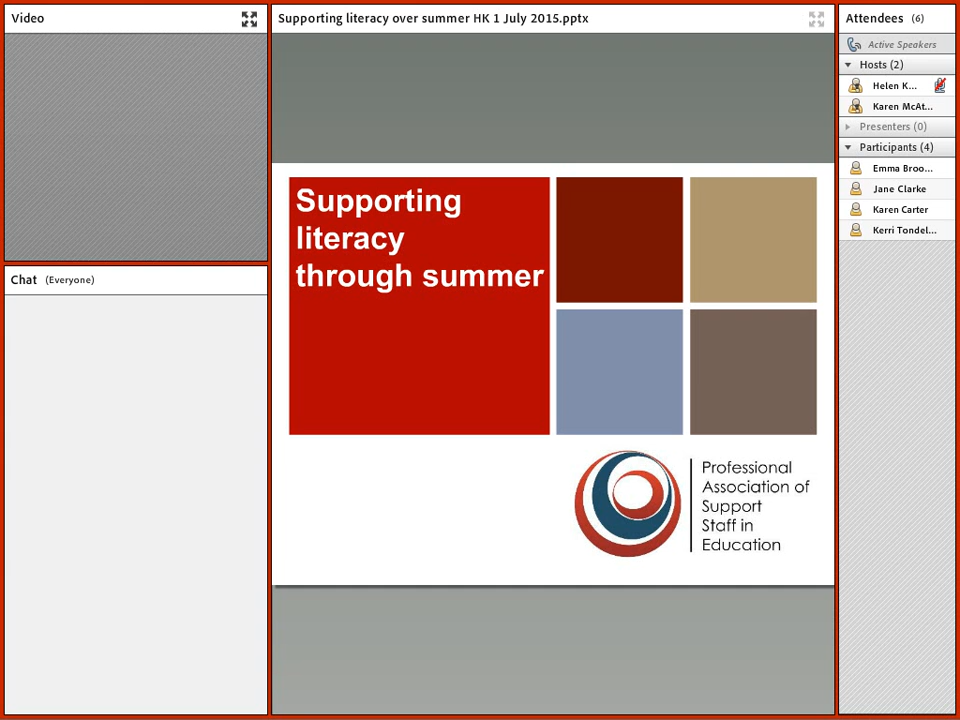 Video
Supporting literacy over summer HK 1 July 2015.pptx
Attendees (6)
Active Speakers
Hosts (2)
Helen K...
Karen McAt...
Presenters (0)
Participants (4)
Emma Broo...
Jane Clarke
Karen Carter
Kerri Tondel...
Chat (Everyone)
Supporting
literacy
through summer
Professional
Association of
Support
Staff in
Education